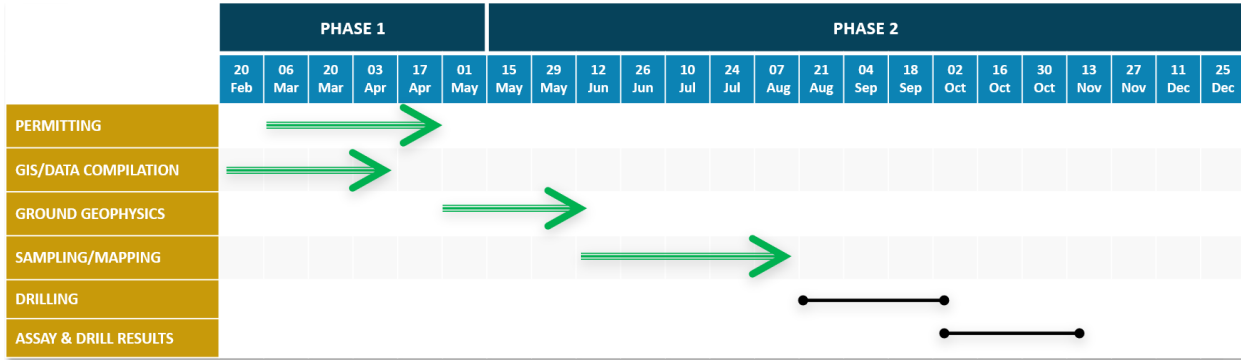 PHASE 1 PHASE 2
20 06 20 03 17 01 15 29 12 26 10 24 07 21 04 18 02 16 30 13 27 11 25
Feb Mar Mar Apr Apr May May May Jun Jun Jul Jul Aug Aug Sep Sep Oct Oct Oct Nov Nov Dec Dec
PERMITTING
GIS/DATA COMPILATION
GROUND GEOPHYSICS
SAMPLING/MAPPING
DRILLING
ASSAY & DRILL RESULTS